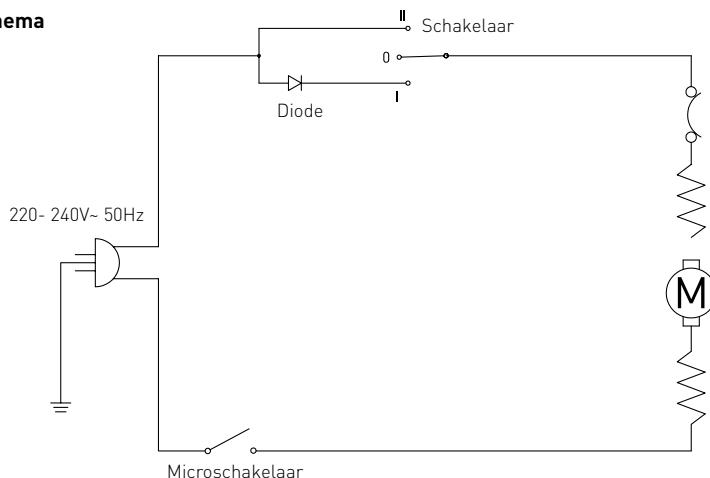 hema
II
Schakelaar
0
I
Diode
220- 240V~ 50Hz
M
Microschakelaar